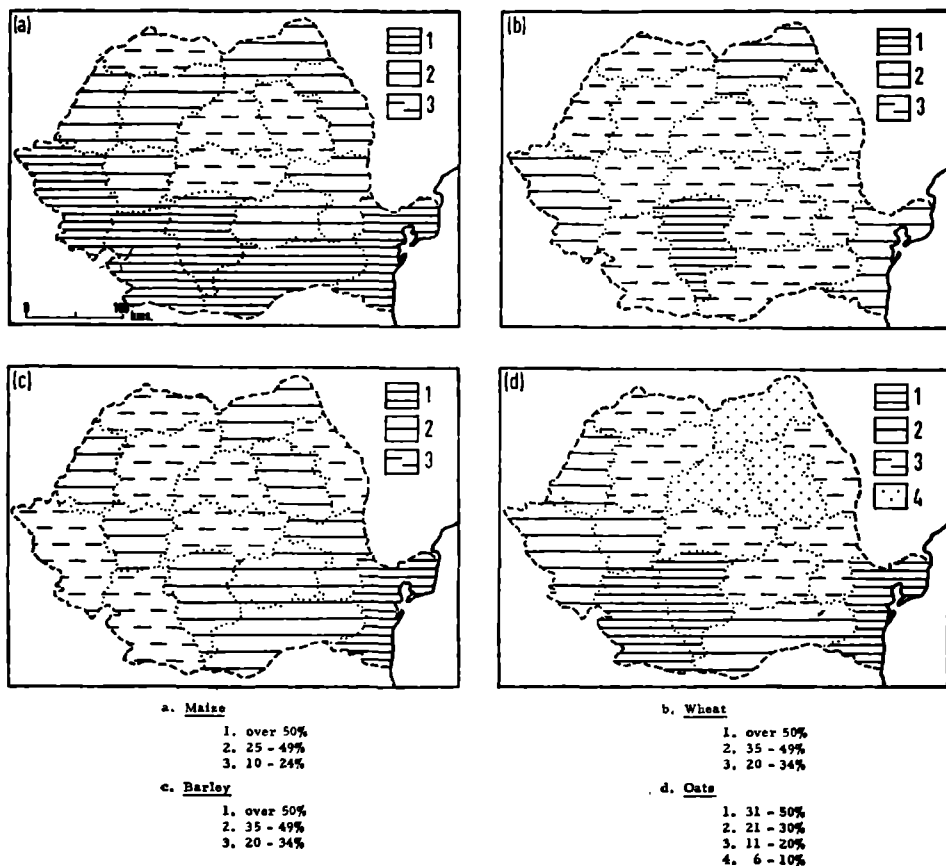 (a)
1
2
3
kms.
(b)
1
2
3
(c)
1
2
3
(d)
1
2
3
4
a. Maize
1. over 50%
2. 25 - 49%
3. 10 - 24%
b. Wheat
1. over 50%
2. 35 - 49%
3. 20 - 34%
c. Barley
1. over 50%
2. 35 - 49%
3. 20 - 34%
d. Oats
1. 31 - 50%
2. 21 - 30%
3. 11 - 20%
4. 6 - 10%